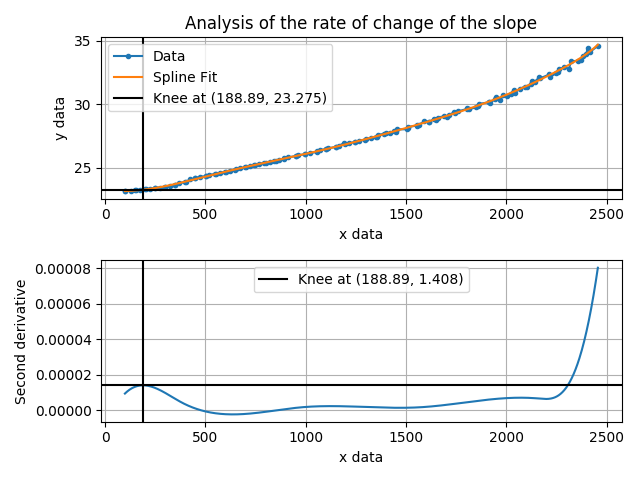 Analysis of the rate of change of the slope
35
30
25
y data
Data
Spline Fit
Knee at (188.89, 23.275)
0 500 1000 1500 2000 2500
x data
0.00008
0.00006
0.00004
0.00002
0.00000
Second derivative
Knee at (188.89, 1.408)
0 500 1000 1500 2000 2500
x data